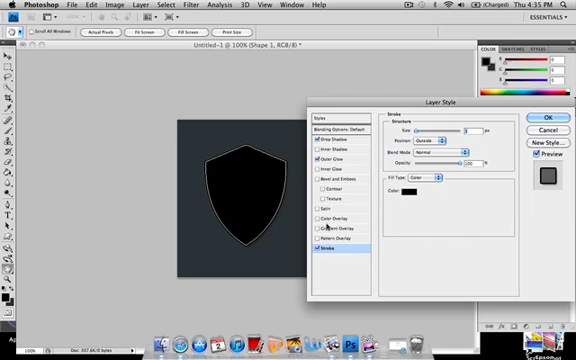 Photoshop File Edit Image Layer Select Filter Analysis (Charged) Thu 4:35 PM
ESSENTIALS
Scroll All Windows Actual Pixels Fit Screen Fill Screen Print Size
Untitled-1 @ 100% (Shape 1, RGB/8) *
COLOR SWATCHES STYLES
Layer Style
Styles
Blending Options: Default
Drop Shadow
Inner Shadow
Outer Glow
Inner Glow
Bevel and Emboss
Contour
Texture
Satin
Color Overlay
Gradient Overlay
Pattern Overlay
Stroke
Stroke
Structure
Size: px
Position: Outside
Blend Mode: Normal
Opacity: 100 %
Fill Type: Color
Color:
OK
Cancel
New Style...
Preview
100%
2
Ps